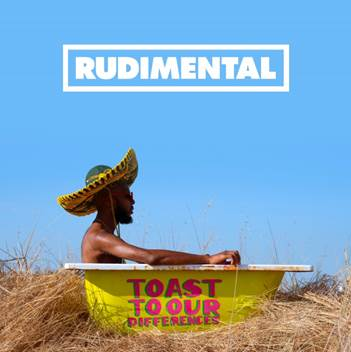 RUDIMENTAL
TOAST
TO OUR
DIFFERENCES